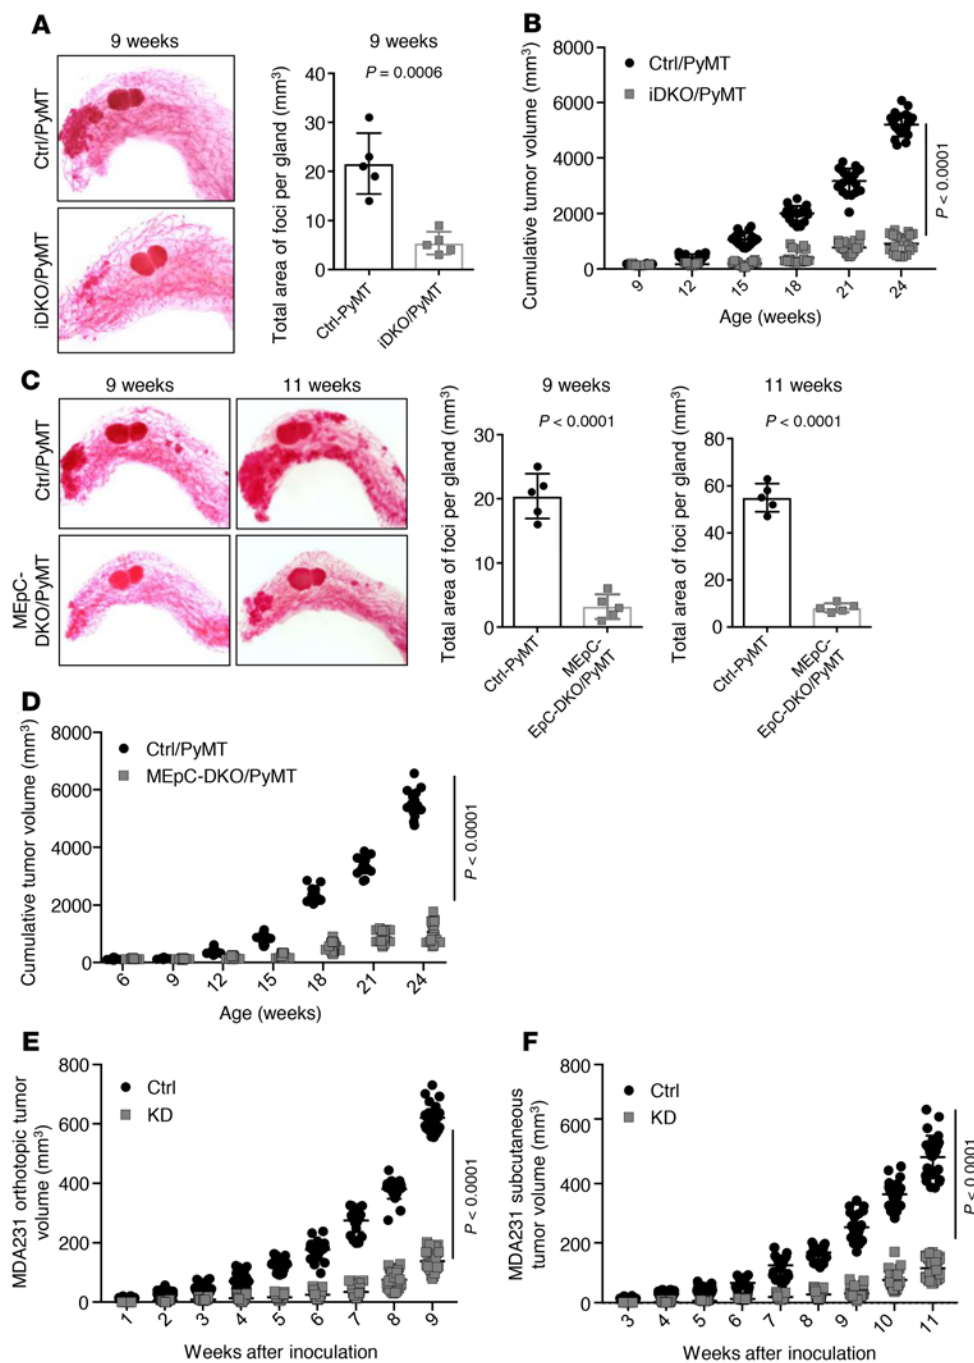 A
9 weeks
Ctrl/PyMT
iDKO/PyMT
9 weeks
P = 0.0006
Total area of foci per gland (mm³)
40
30
20
10
0
Ctrl-PyMT
iDKO/PyMT
B
Cumulative tumor volume (mm³)
8000
6000
4000
2000
0
Ctrl/PyMT
iDKO/PyMT
P < 0.0001
9 12 15 18 21 24
Age (weeks)
C
9 weeks
11 weeks
Ctrl/PyMT
MEpC-
DKO/PyMT
9 weeks
P < 0.0001
Total area of foci per gland (mm³)
30
20
10
0
Ctrl-PyMT
MEpC-
EpC-DKO/PyMT
11 weeks
P < 0.0001
Total area of foci per gland (mm³)
80
60
40
20
0
Ctrl-PyMT
MEpC-
EpC-DKO/PyMT
D
Cumulative tumor volume (mm³)
8000
6000
4000
2000
0
Ctrl/PyMT
MEpC-DKO/PyMT
P < 0.0001
6 9 12 15 18 21 24
Age (weeks)
E
MDA231 orthotopic tumor
volume (mm³)
800
600
400
200
0
Ctrl
KD
P < 0.0001
1 2 3 4 5 6 7 8 9
Weeks after inoculation
F
MDA231 subcutaneous
tumor volume (mm³)
800
600
400
200
0
Ctrl
KD
P < 0.0001
3 4 5 6 7 8 9 10 11
Weeks after inoculation